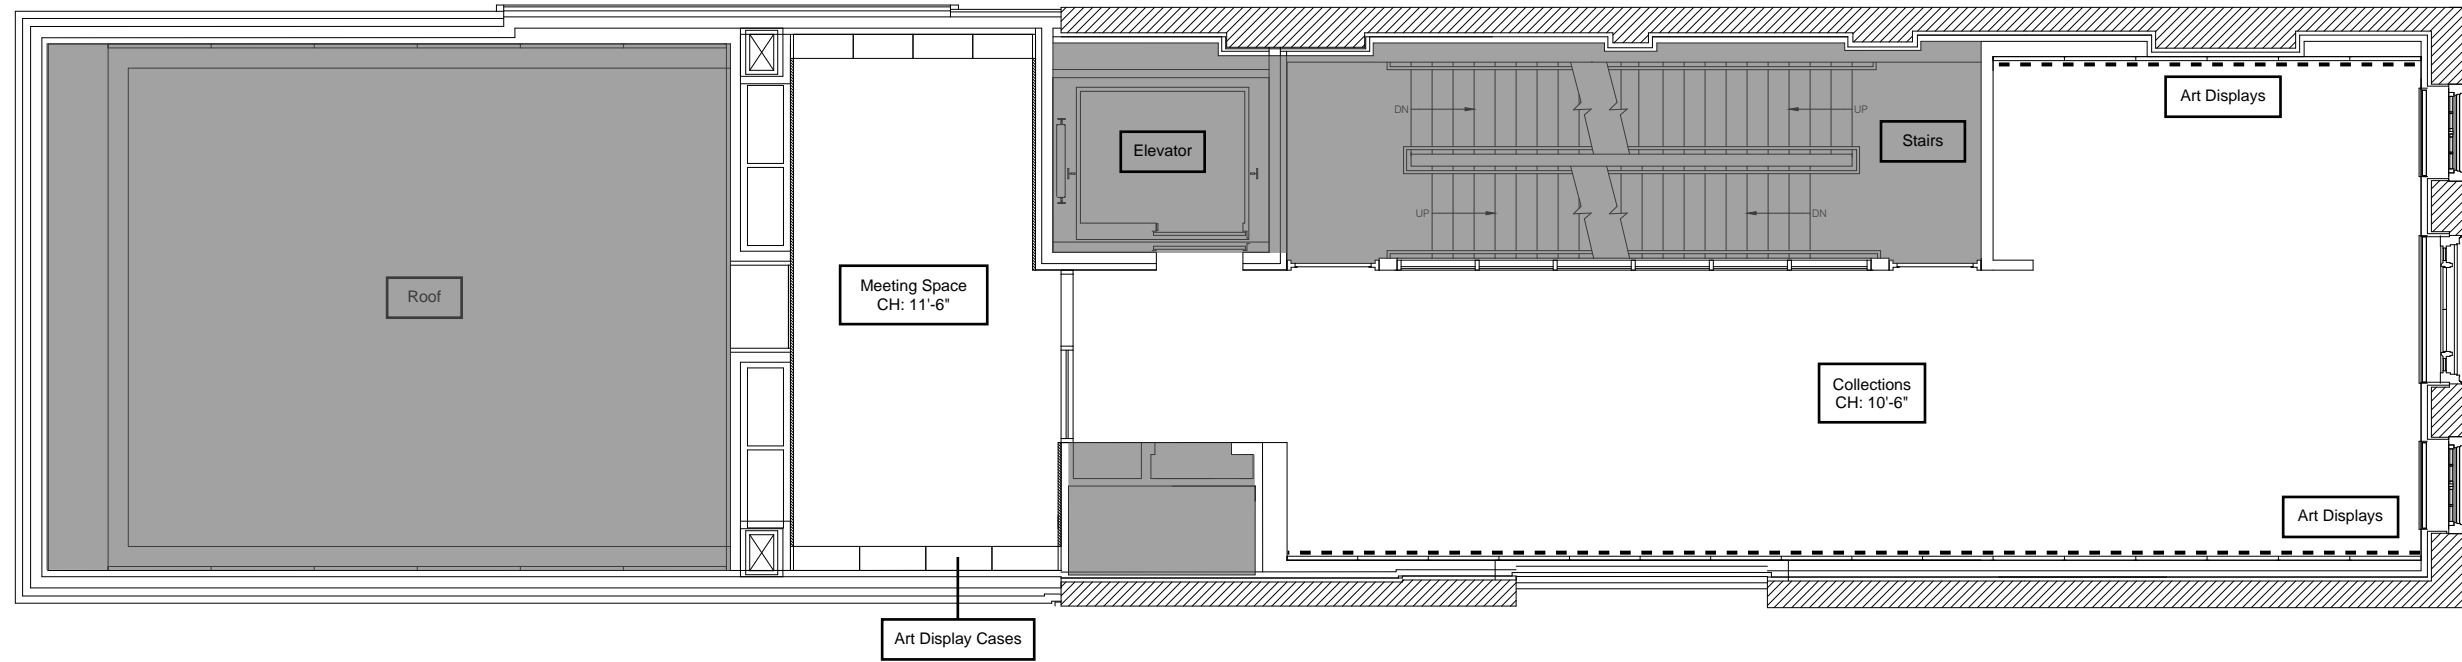 Art Displays
DN
UP
Elevator
Stairs
UP
DN
Roof
Meeting Space
CH: 11'-6"
Collections
CH: 10'-6"
Art Displays
Art Display Cases